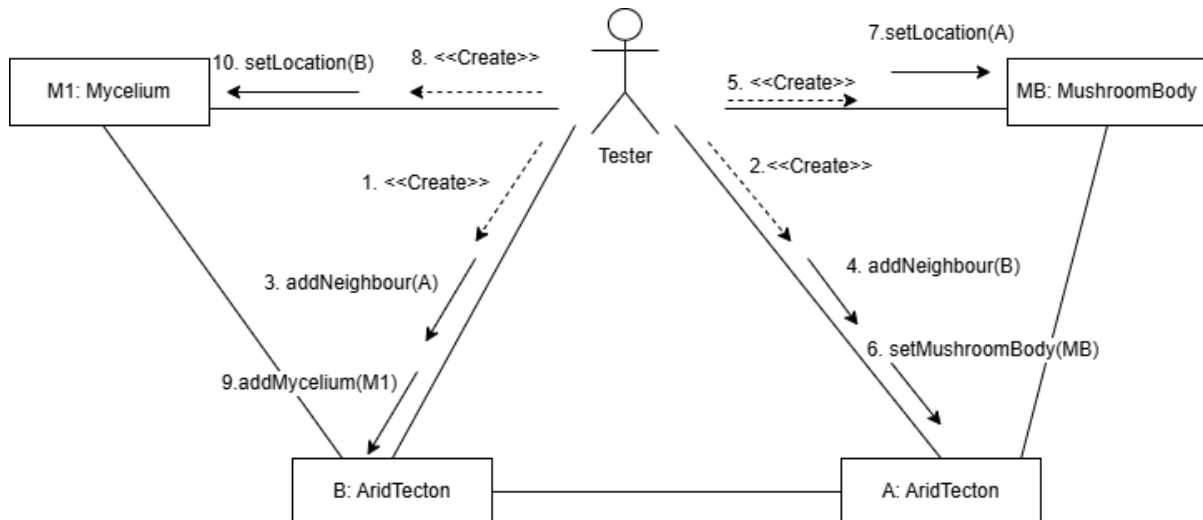 7.setLocation(A)
10. setLocation(B)
8. <<Create>>
5. <<Create>>
M1: Mycelium
MB: MushroomBody
Tester
2.<<Create>>
1. <<Create>>
3. addNeighbour(A)
4. addNeighbour(B)
6. setMushroomBody(MB)
9.addMycelium(M1)
B: AridTecton
A: AridTecton